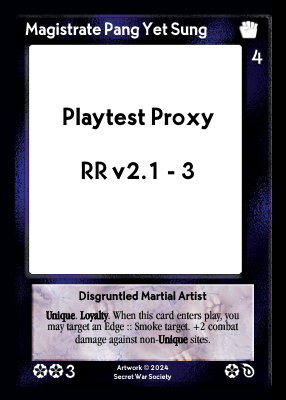 Magistrate Pang Yet Sung
4
Playtest Proxy
RR v2.1 - 3
Disgruntled Martial Artist
Unique. Loyalty. When this card enters play, you
may target an Edge :: Smoke target. +2 combat
damage against non-Unique sites.
3
Artwork © 2024
Secret War Society